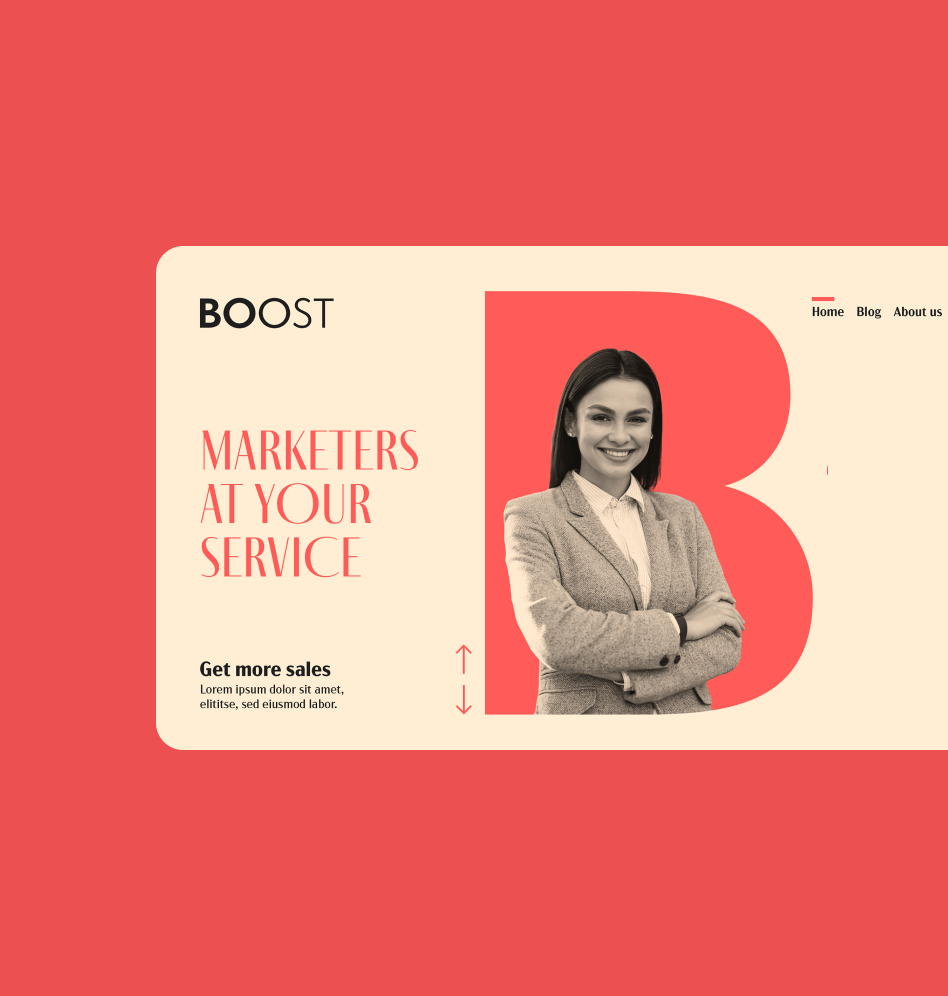 BOOST
Home Blog About us
MARKETERS
AT YOUR
SERVICE
Get more sales
Lorem ipsum dolor sit amet,
elititse, sed eiusmod labor.